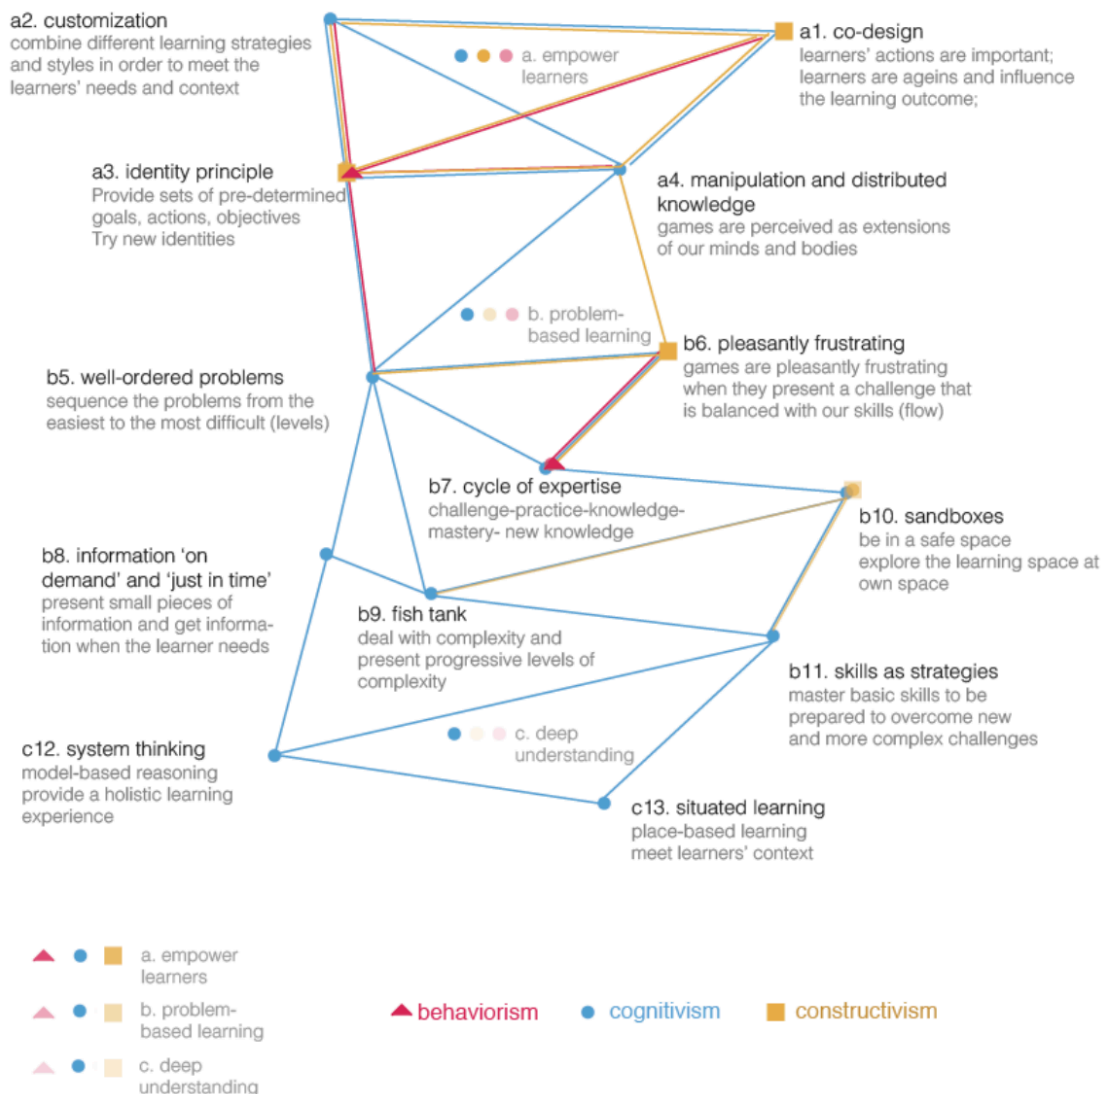 a2. customization
combine different learning strategies
and styles in order to meet the
learners' needs and context
a. empower
learners
a1. co-design
learners' actions are important;
learners are ageins and influence
the learning outcome;
a3. identity principle
Provide sets of pre-determined
goals, actions, objectives
Try new identities
a4. manipulation and distributed
knowledge
games are perceived as extensions
of our minds and bodies
b. problem-
based learning
b6. pleasantly frustrating
games are pleasantly frustrating
when they present a challenge that
is balanced with our skills (flow)
b5. well-ordered problems
sequence the problems from the
easiest to the most difficult (levels)
b7. cycle of expertise
challenge-practice-knowledge-
mastery- new knowledge
b10. sandboxes
be in a safe space
explore the learning space at
own space
b8. information 'on
demand' and 'just in time'
present small pieces of
information and get informa-
tion when the learner needs
b9. fish tank
deal with complexity and
present progressive levels of
complexity
b11. skills as strategies
master basic skills to be
prepared to overcome new
and more complex challenges
c. deep
understanding
c12. system thinking
model-based reasoning
provide a holistic learning
experience
c13. situated learning
place-based learning
meet learners' context
a. empower
learners
b. problem-
based learning
c. deep
understanding
behaviorism
cognitivism
constructivism